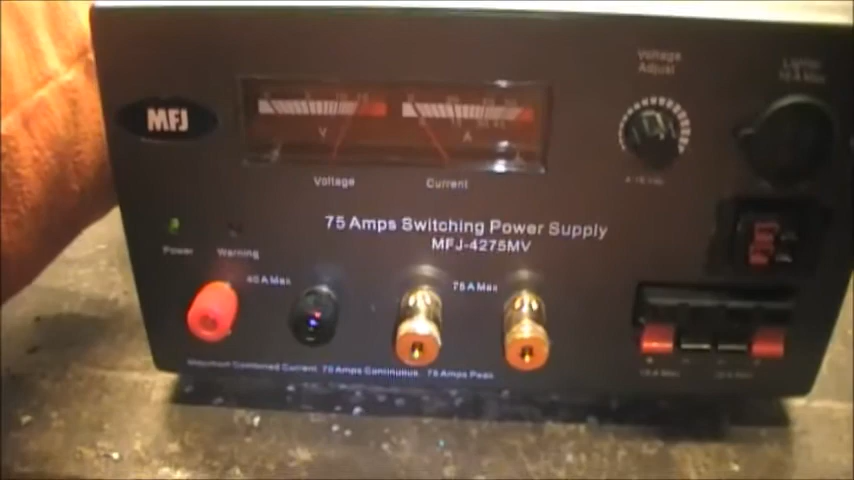 Voltage
Adjust
Lighter
MFJ
V
A
Voltage
Current
75 Amps Switching Power Supply
MFJ-4275MV
Power
Warning
40 A Max
75 A Max
Maximum Combined Current: 70 Amps Continuous, 75 Amps Peak